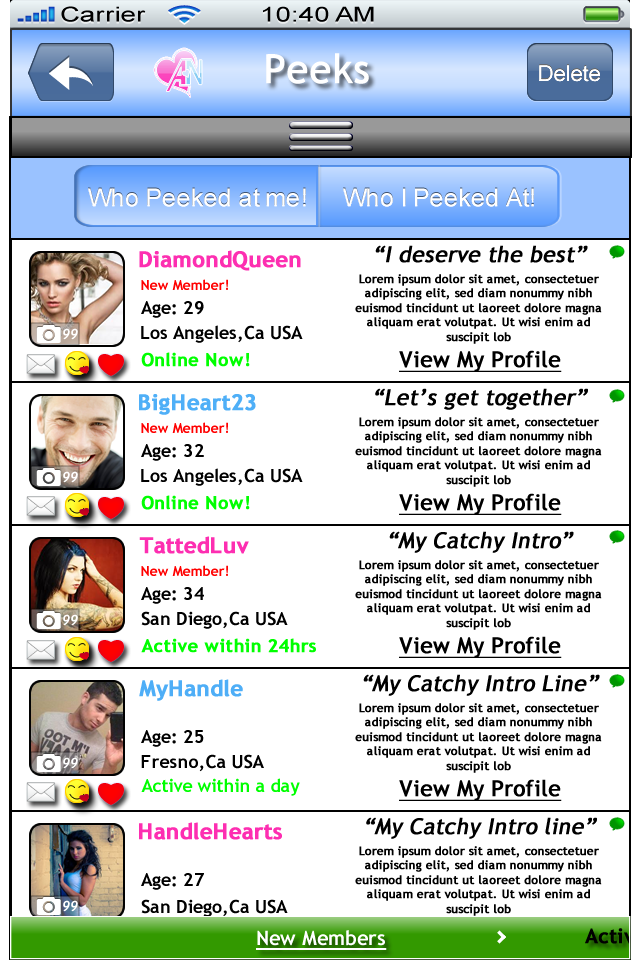 Carrier 10:40 AM
AN Peeks Delete
Who Peeked at me! Who I Peeked At!
DiamondQueen
New Member!
Age: 29
Los Angeles,Ca USA
99
Online Now!
“I deserve the best”
Lorem ipsum dolor sit amet, consectetuer
adipiscing elit, sed diam nonummy nibh
euismod tincidunt ut laoreet dolore magna
aliquam erat volutpat. Ut wisi enim ad
suscipit lob
View My Profile
BigHeart23
New Member!
Age: 32
Los Angeles,Ca USA
99
Online Now!
“Let’s get together”
Lorem ipsum dolor sit amet, consectetuer
adipiscing elit, sed diam nonummy nibh
euismod tincidunt ut laoreet dolore magna
aliquam erat volutpat. Ut wisi enim ad
suscipit lob
View My Profile
TattedLuv
New Member!
Age: 34
San Diego,Ca USA
99
Active within 24hrs
“My Catchy Intro”
Lorem ipsum dolor sit amet, consectetuer
adipiscing elit, sed diam nonummy nibh
euismod tincidunt ut laoreet dolore magna
aliquam erat volutpat. Ut wisi enim ad
suscipit lob
View My Profile
MyHandle
Age: 25
Fresno,Ca USA
99
Active within a day
“My Catchy Intro Line”
Lorem ipsum dolor sit amet, consectetuer
adipiscing elit, sed diam nonummy nibh
euismod tincidunt ut laoreet dolore magna
aliquam erat volutpat. Ut wisi enim ad
suscipit lob
View My Profile
HandleHearts
Age: 27
San Diego,Ca USA
99
“My Catchy Intro line”
Lorem ipsum dolor sit amet, consectetuer
adipiscing elit, sed diam nonummy nibh
euismod tincidunt ut laoreet dolore magna
aliquam erat volutpat. Ut wisi enim ad
suscipit lob
New Members > Activ